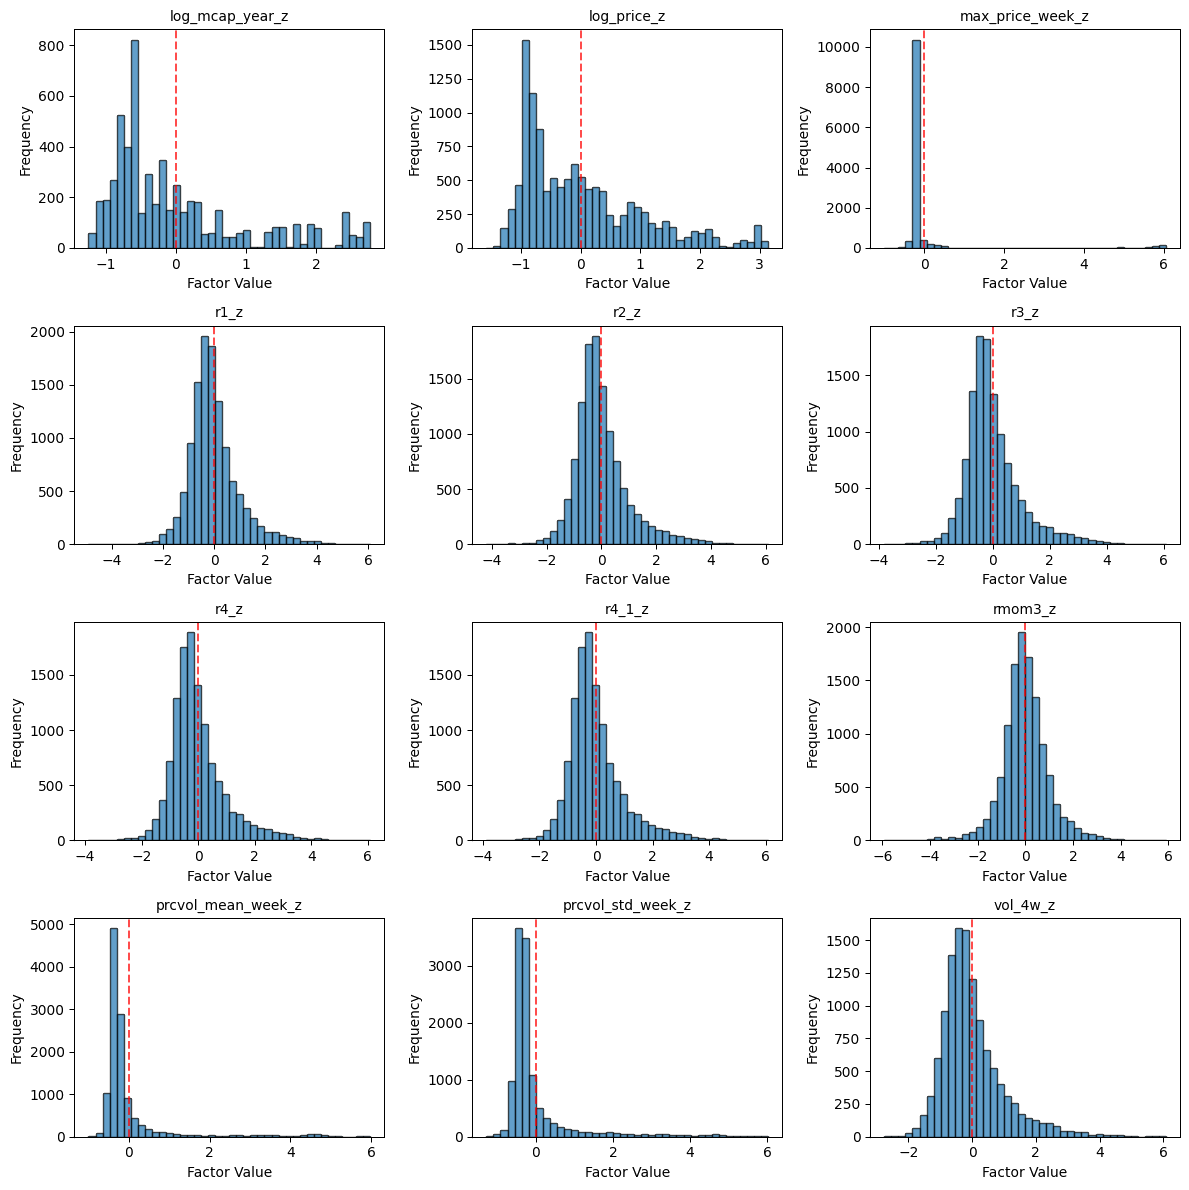 log_mcap_year_z
log_price_z
max_price_week_z
800
600
400
200
0
Frequency
−1 0 1 2
Factor Value
1500
1250
1000
750
500
250
0
Frequency
−1 0 1 2 3
Factor Value
10000
8000
6000
4000
2000
0
Frequency
0 2 4 6
Factor Value
r1_z
r2_z
r3_z
2000
1500
1000
500
0
Frequency
−4 −2 0 2 4 6
Factor Value
1500
1000
500
0
Frequency
−4 −2 0 2 4 6
Factor Value
1500
1000
500
0
Frequency
−4 −2 0 2 4 6
Factor Value
r4_z
r4_1_z
rmom3_z
1500
1000
500
0
Frequency
−4 −2 0 2 4 6
Factor Value
1500
1000
500
0
Frequency
−4 −2 0 2 4 6
Factor Value
2000
1500
1000
500
0
Frequency
−6 −4 −2 0 2 4 6
Factor Value
prcvol_mean_week_z
prcvol_std_week_z
vol_4w_z
5000
4000
3000
2000
1000
0
Frequency
0 2 4 6
Factor Value
3000
2000
1000
0
Frequency
0 2 4 6
Factor Value
1500
1250
1000
750
500
250
0
Frequency
−2 0 2 4 6
Factor Value